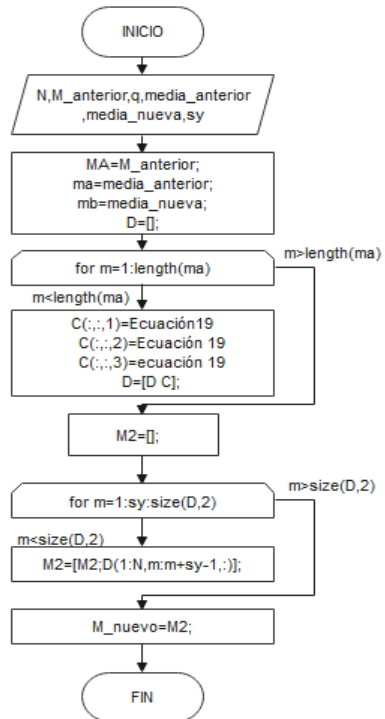 INICIO
N,M_anterior,q,media_anterior
,media_nueva,sy
MA=M_anterior;
ma=media_anterior;
mb=media_nueva;
D=[];
m>length(ma)
for m=1:length(ma)
m<length(ma)
C(:,:,1)=Ecuación19
C(:,:,2)=Ecuación 19
C(:,:,3)=ecuación 19
D=[D C];
M2=[];
m>size(D,2)
for m=1:sy:size(D,2)
m<size(D,2)
M2=[M2;D(1:N,m:m+sy-1,:)];
M_nuevo=M2;
FIN